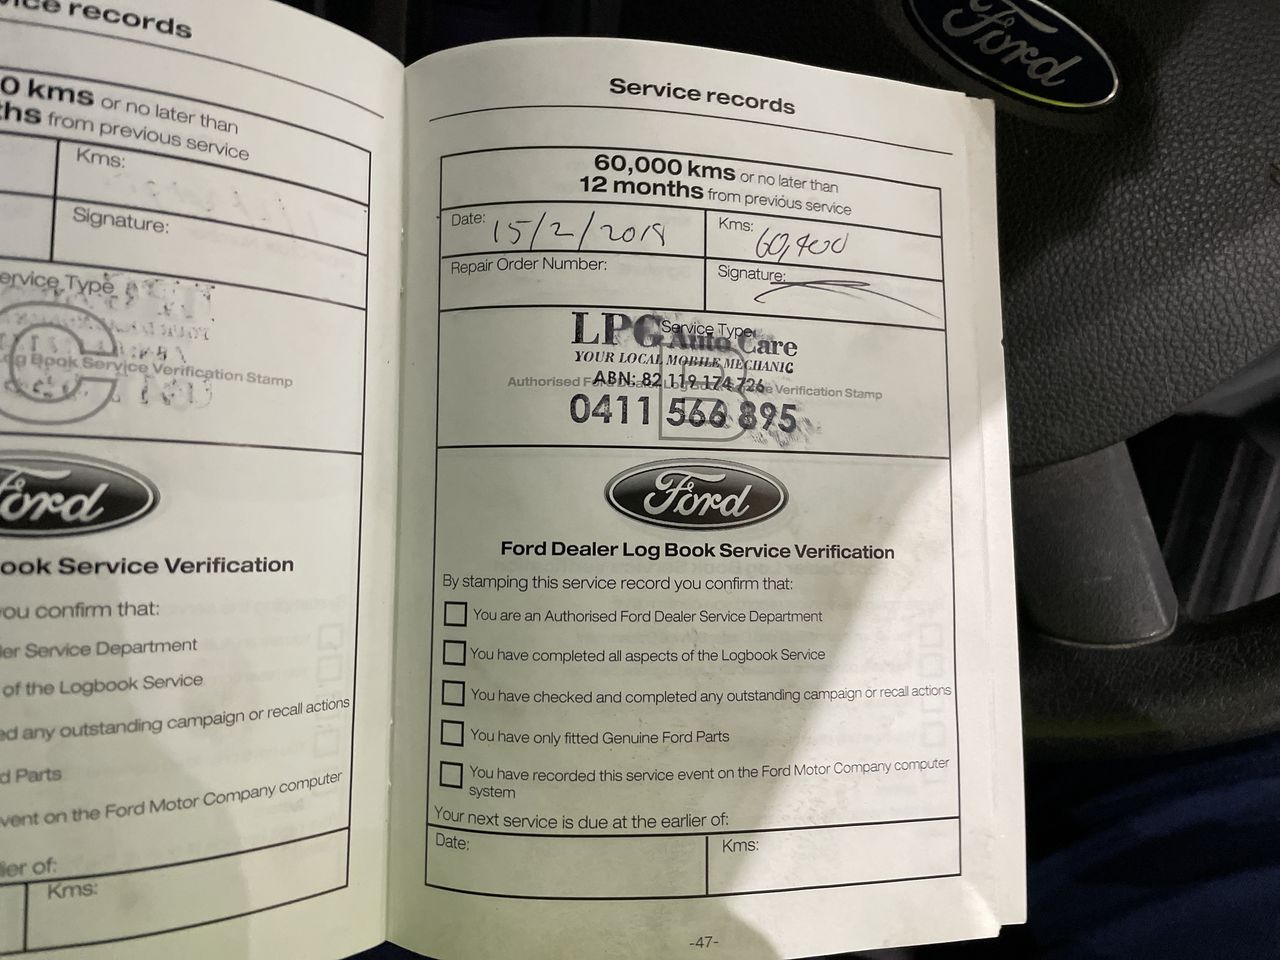 vice records
0 kms or no later than
ths from previous service
Kms:
Signature:
ervice Type
og Book Service Verification Stamp
C
Ford
ook Service Verification
you confirm that:
ler Service Department
of the Logbook Service
ed any outstanding campaign or recall actions
d Parts
vent on the Ford Motor Company computer
lier of:
Kms:
Ford
Service records
60,000 kms or no later than
12 months from previous service
Date: 15/2/2019
Kms: 60,400
Repair Order Number:
Signature:
Service Type
LPG Auto Care
YOUR LOCAL MOBILE MECHANIC
ABN: 82 119 174 726
Authorised Ford Dealer Log Book Service Verification Stamp
B
0411 566 895
Ford
Ford Dealer Log Book Service Verification
By stamping this service record you confirm that:
You are an Authorised Ford Dealer Service Department
You have completed all aspects of the Logbook Service
You have checked and completed any outstanding campaign or recall actions
You have only fitted Genuine Ford Parts
You have recorded this service event on the Ford Motor Company computer
system
Your next service is due at the earlier of:
Date:
Kms:
-47-